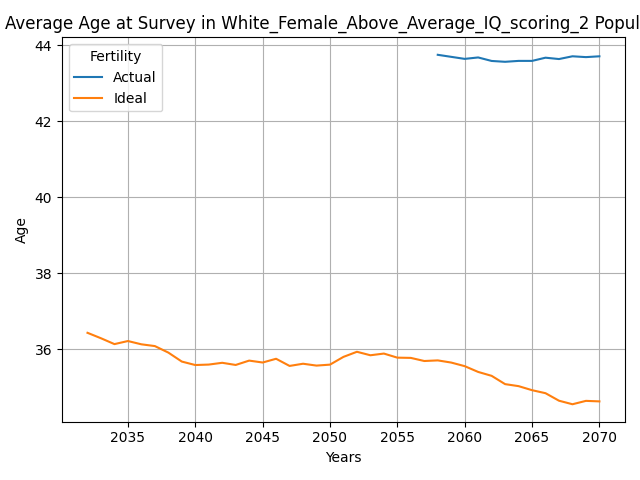 Average Age at Survey in White_Female_Above_Average_IQ_scoring_2 Popul
Fertility
Actual
Ideal
44
42
40
38
36
Age
2035 2040 2045 2050 2055 2060 2065 2070
Years